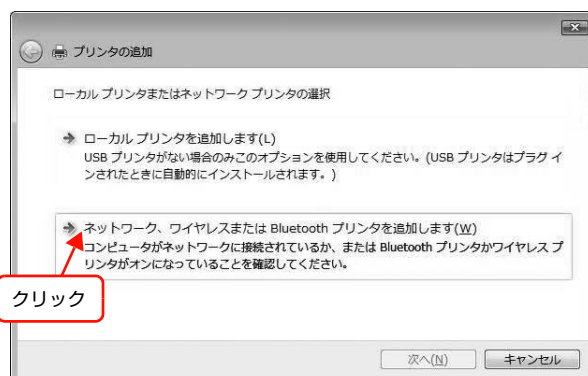 プリンタの追加
ローカル プリンタまたはネットワーク プリンタの選択
ローカル プリンタを追加します(L)
USB プリンタがない場合のみこのオプションを使用してください。(USB プリンタはプラグ イ
ンされたときに自動的にインストールされます。)
ネットワーク、ワイヤレスまたは Bluetooth プリンタを追加します(W)
コンピュータがネットワークに接続されているか、または Bluetooth プリンタかワイヤレス プ
リンタがオンになっていることを確認してください。
クリック
次へ(N)
キャンセル